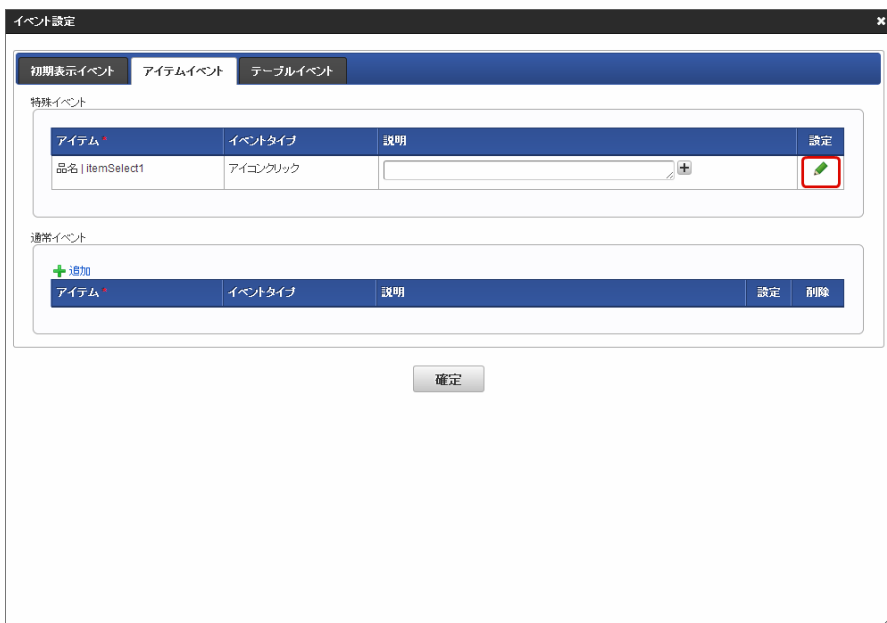 イベント設定
初期表示イベント アイテムイベント テーブルイベント
特殊イベント
アイテム* イベントタイプ 説明 設定
品名 | itemSelect1 アイコンクリック
通常イベント
追加
アイテム* イベントタイプ 説明 設定 削除
確定